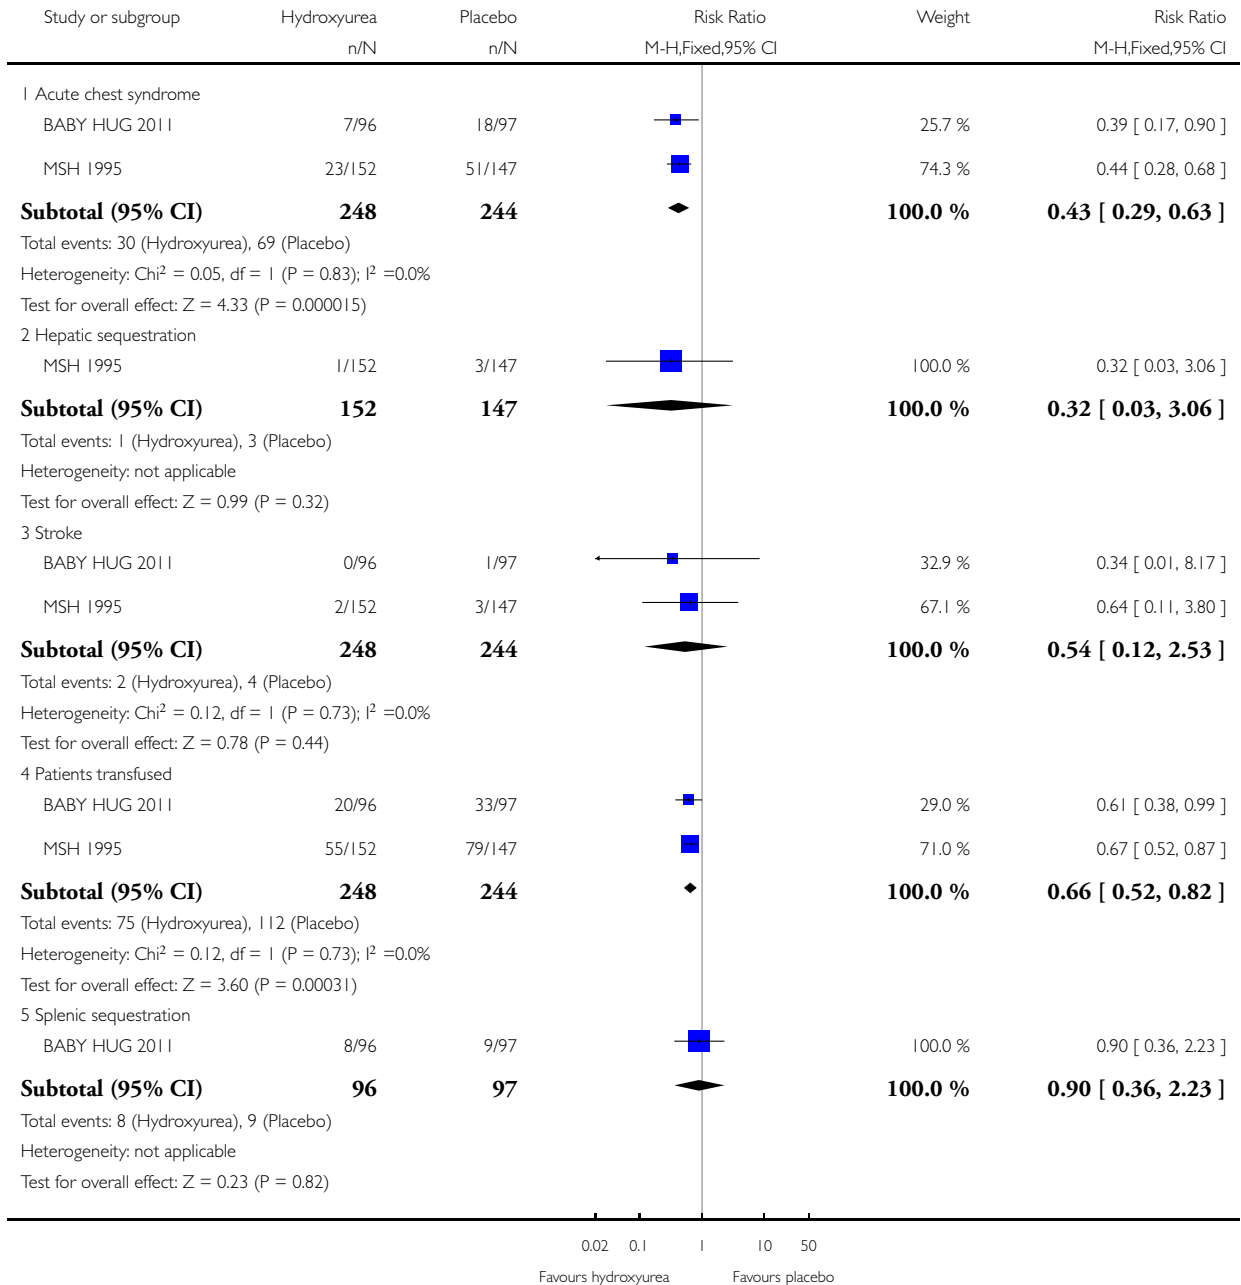 Study or subgroup Hydroxyurea Placebo Risk Ratio Weight Risk Ratio
n/N n/N M-H,Fixed,95% CI M-H,Fixed,95% CI
1 Acute chest syndrome
BABY HUG 2011 7/96 18/97 25.7 % 0.39 [ 0.17, 0.90 ]
MSH 1995 23/152 51/147 74.3 % 0.44 [ 0.28, 0.68 ]
Subtotal (95% CI) 248 244 100.0 % 0.43 [ 0.29, 0.63 ]
Total events: 30 (Hydroxyurea), 69 (Placebo)
Heterogeneity: Chi² = 0.05, df = 1 (P = 0.83); I² =0.0%
Test for overall effect: Z = 4.33 (P = 0.000015)
2 Hepatic sequestration
MSH 1995 1/152 3/147 100.0 % 0.32 [ 0.03, 3.06 ]
Subtotal (95% CI) 152 147 100.0 % 0.32 [ 0.03, 3.06 ]
Total events: 1 (Hydroxyurea), 3 (Placebo)
Heterogeneity: not applicable
Test for overall effect: Z = 0.99 (P = 0.32)
3 Stroke
BABY HUG 2011 0/96 1/97 32.9 % 0.34 [ 0.01, 8.17 ]
MSH 1995 2/152 3/147 67.1 % 0.64 [ 0.11, 3.80 ]
Subtotal (95% CI) 248 244 100.0 % 0.54 [ 0.12, 2.53 ]
Total events: 2 (Hydroxyurea), 4 (Placebo)
Heterogeneity: Chi² = 0.12, df = 1 (P = 0.73); I² =0.0%
Test for overall effect: Z = 0.78 (P = 0.44)
4 Patients transfused
BABY HUG 2011 20/96 33/97 29.0 % 0.61 [ 0.38, 0.99 ]
MSH 1995 55/152 79/147 71.0 % 0.67 [ 0.52, 0.87 ]
Subtotal (95% CI) 248 244 100.0 % 0.66 [ 0.52, 0.82 ]
Total events: 75 (Hydroxyurea), 112 (Placebo)
Heterogeneity: Chi² = 0.12, df = 1 (P = 0.73); I² =0.0%
Test for overall effect: Z = 3.60 (P = 0.00031)
5 Splenic sequestration
BABY HUG 2011 8/96 9/97 100.0 % 0.90 [ 0.36, 2.23 ]
Subtotal (95% CI) 96 97 100.0 % 0.90 [ 0.36, 2.23 ]
Total events: 8 (Hydroxyurea), 9 (Placebo)
Heterogeneity: not applicable
Test for overall effect: Z = 0.23 (P = 0.82)
0.02 0.1 1 10 50
Favours hydroxyurea Favours placebo